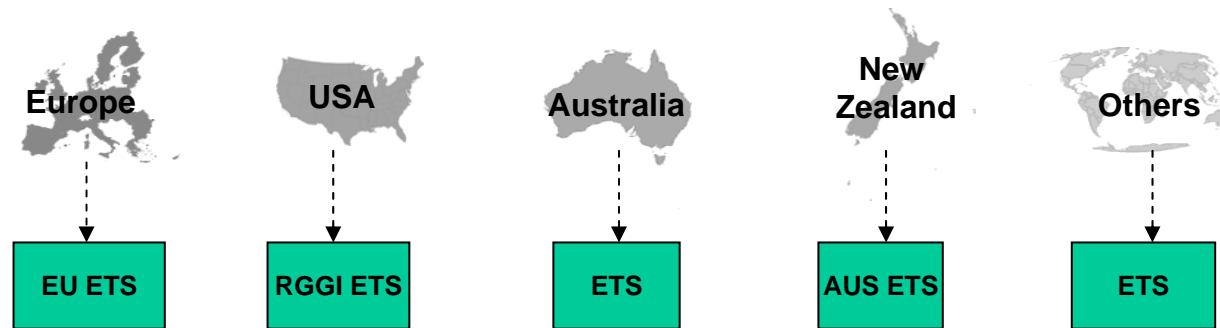 Europe
USA
Australia
New
Zealand
Others
EU ETS
RGGI ETS
ETS
AUS ETS
ETS